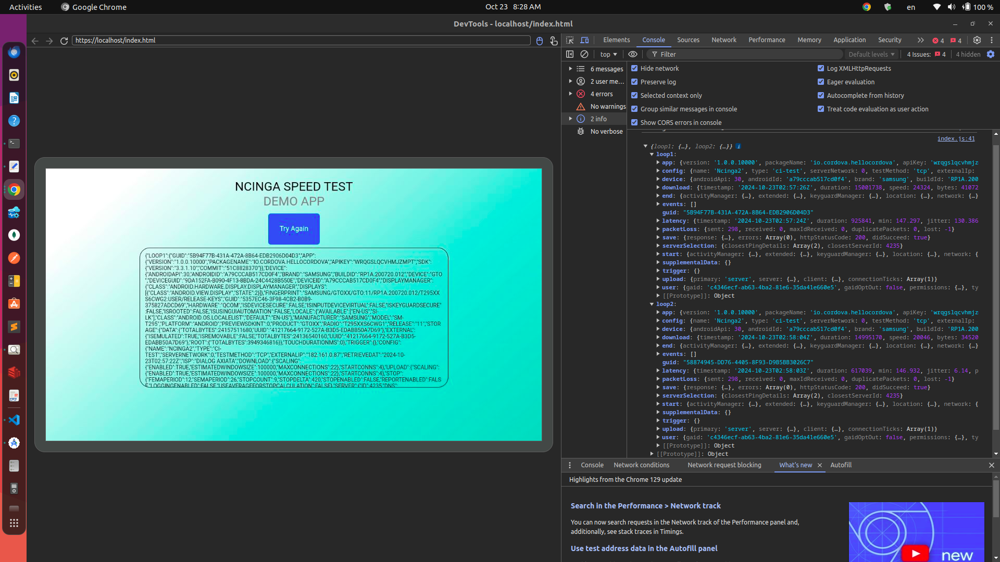 Activities
Google Chrome
Oct 23 8:28 AM
en
100 %
DevTools - localhost/index.html
https://localhost/index.html
NCINGA SPEED TEST
DEMO APP
Try Again
{"LOOP1":{"GUID":"5B94F77B-431A-472A-8B64-EDB2906D04D3","APP":
{"VERSION":"1.0.0.10000","PACKAGENAME":"IO.CORDOVA.HELLOCORDOVA","APIKEY":"WRQGSLQCVHMJZMPT","SDK":
{"VERSION":"3.3.1.10","COMMIT":"51C8828370"}},"DEVICE":
{"ANDROIDAPI":30,"ANDROIDID":"A79CCCAB517CD0F4","BRAND":"SAMSUNG","BUILDID":"RP1A.200720.012","DEVICE":"GTO
","DEVICEGUID":"9DA152FA-B090-4F13-8BDA-24C4428B550E","DEVICEID":"A79CCCAB517CD0F4","DISPLAYMANAGER":
{"CLASS":"ANDROID.HARDWARE.DISPLAY.DISPLAYMANAGER","DISPLAYS":
[{"CLASS":"ANDROID.VIEW.DISPLAY","STATE":2}]},"FINGERPRINT":"SAMSUNG/GTOXX/GTO:11/RP1A.200720.012/T295XX
S6CWG2:USER/RELEASE-KEYS","GUID":"5357EC46-3F98-4CB2-B0B9-
375827ADCD69","HARDWARE":"QCOM","ISDEVICESECURE":FALSE,"ISINPUTDEVICEVIRTUAL":FALSE,"ISKEYGUARDSECURE"
:FALSE,"ISROOTED":FALSE,"ISUSINGUIAUTOMATION":FALSE,"LOCALE":{"AVAILABLE":["EN-US","SI-
LK"],"CLASS":"ANDROID.OS.LOCALELIST","DEFAULT":"EN-US"},"MANUFACTURER":"SAMSUNG","MODEL":"SM-
T295","PLATFORM":"ANDROID","PREVIEWSDKINT":0,"PRODUCT":"GTOXX","RADIO":"T295XXS6CWG1","RELEASE":"11","STOR
AGE":{"DATA":{"TOTALBYTES":24157511680,"UUID":"41217664-9172-527A-B3D5-EDABB50A7D69"},"EXTERNAL":
{"ISEMULATED":TRUE,"ISREMOVABLE":FALSE,"TOTALBYTES":24136540160,"UUID":"41217664-9172-527A-B3D5-
EDABB50A7D69"},"ROOT":{"TOTALBYTES":3949346816}},"TOUCHDURATIONMS":0},"TRIGGER":{},"CONFIG":
{"NAME":"NCINGA2","TYPE":"CI-
TEST","SERVERNETWORK":0,"TESTMETHOD":"TCP","EXTERNALIP":"182.161.0.87","RETRIEVEDAT":"2024-10-
23T02:57:22Z","ISP":"DIALOG AXIATA","DOWNLOAD":{"SCALING":
{"ENABLED":TRUE,"ESTIMATEDWINDOWSIZE":100000,"MAXCONNECTIONS":22},"STARTCONNS":4},"UPLOAD":{"SCALING":
{"ENABLED":TRUE,"ESTIMATEDWINDOWSIZE":100000,"MAXCONNECTIONS":22},"STARTCONNS":4},"STOP":
{"FEMAPERIOD":12,"SEMAPERIOD":26,"STOPCOUNT":9,"STOPDELTA":420,"STOPENABLED":FALSE,"REPORTENABLED":FALS
E,"LOGGINGENABLED":FALSE,"USEAVERAGEFORSTOPCALCULATION":FALSE},"SERVER":{"ID":4235,"DNS":
Elements Console Sources Network Performance Memory Application Security 4 4
top Filter Default levels 4 Issues: 4 4 hidden
6 messages
2 user me...
4 errors
No warnings
2 info
No verbose
Hide network Log XMLHttpRequests
Preserve log Eager evaluation
Selected context only Autocomplete from history
Group similar messages in console Treat code evaluation as user action
Show CORS errors in console
index.js:41
{loop1: {…}, loop2: {…}} i
loop1:
app: {version: '1.0.0.10000', packageName: 'io.cordova.hellocordova', apiKey: 'wrqgslqcvhmjz
config: {name: 'Ncinga2', type: 'ci-test', serverNetwork: 0, testMethod: 'tcp', externalIp:
device: {androidApi: 30, androidId: 'a79cccab517cd0f4', brand: 'samsung', buildId: 'RP1A.200
download: {timestamp: '2024-10-23T02:57:26Z', duration: 15001738, speed: 24324, bytes: 41072
end: {activityManager: {…}, extended: {…}, keyguardManager: {…}, location: {…}, network: {…}
events: []
guid: "5B94F77B-431A-472A-8B64-EDB2906D04D3"
latency: {timestamp: '2024-10-23T02:57:24Z', duration: 925841, min: 147.297, jitter: 130.386
packetLoss: {sent: 298, received: 0, maxIdReceived: 0, duplicatePackets: 0, lost: -1}
save: {response: {…}, errors: Array(0), httpStatusCode: 200, didSucceed: true}
serverSelection: {closestPingDetails: Array(2), closestServerId: 4235}
start: {activityManager: {…}, extended: {…}, keyguardManager: {…}, location: {…}, network: {
supplementalData: {}
trigger: {}
upload: {primary: 'server', server: {…}, client: {…}, connectionTicks: Array(1)}
user: {gaid: 'c4346ecf-ab63-4ba2-81e6-35da41e660e5', gaidOptOut: false, permissions: {…}, ty
[[Prototype]]: Object
loop2:
app: {version: '1.0.0.10000', packageName: 'io.cordova.hellocordova', apiKey: 'wrqgslqcvhmjz
config: {name: 'Ncinga2', type: 'ci-test', serverNetwork: 0, testMethod: 'tcp', externalIp:
device: {androidApi: 30, androidId: 'a79cccab517cd0f4', brand: 'samsung', buildId: 'RP1A.200
download: {timestamp: '2024-10-23T02:58:04Z', duration: 14995170, speed: 20046, bytes: 34520
end: {activityManager: {…}, extended: {…}, keyguardManager: {…}, location: {…}, network: {…}
events: []
guid: "58874945-DD76-4405-8F93-D9B5BB3026C7"
latency: {timestamp: '2024-10-23T02:58:03Z', duration: 617039, min: 146.932, jitter: 6.14, p
packetLoss: {sent: 298, received: 0, maxIdReceived: 0, duplicatePackets: 0, lost: -1}
save: {response: {…}, errors: Array(0), httpStatusCode: 200, didSucceed: true}
serverSelection: {closestPingDetails: Array(2), closestServerId: 4235}
start: {activityManager: {…}, extended: {…}, keyguardManager: {…}, location: {…}, network: {
supplementalData: {}
trigger: {}
upload: {primary: 'server', server: {…}, client: {…}, connectionTicks: Array(1)}
user: {gaid: 'c4346ecf-ab63-4ba2-81e6-35da41e660e5', gaidOptOut: false, permissions: {…}, ty
[[Prototype]]: Object
[[Prototype]]: Object
Console Network conditions Network request blocking What's new Autofill
Highlights from the Chrome 129 update
Search in the Performance > Network track
You can now search requests in the Network track of the Performance panel and,
additionally, see stack traces in Timings.
Use test address data in the Autofill panel
new